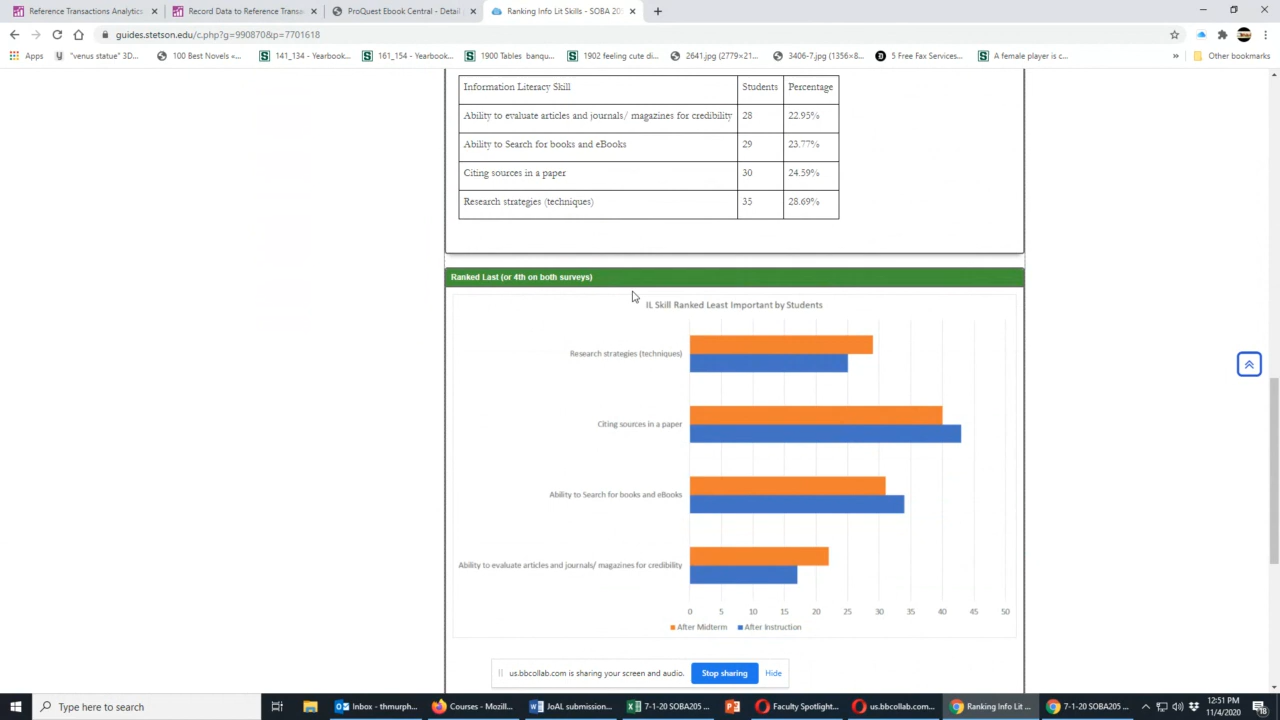 Reference Transactions Analytics
Record Data to Reference Transa
ProQuest Ebook Central - Detail
Ranking Info Lit Skills - SOBA 205
guides.stetson.edu/c.php?g=990870&p=7701618
Apps
"venus statue" 3D...
100 Best Novels «...
141_134 - Yearbook...
161_154 - Yearbook...
1900 Tables banqu...
1902 feeling cute di...
2641.jpg (2779×21...
3406-7.jpg (1356×8...
5 Free Fax Services...
A female player is c...
Other bookmarks
Information Literacy Skill Students Percentage
Ability to evaluate articles and journals/ magazines for credibility 28 22.95%
Ability to Search for books and eBooks 29 23.77%
Citing sources in a paper 30 24.59%
Research strategies (techniques) 35 28.69%
Ranked Last (or 4th on both surveys)
IL Skill Ranked Least Important by Students
Research strategies (techniques)
Citing sources in a paper
Ability to Search for books and eBooks
Ability to evaluate articles and journals/ magazines for credibility
0 5 10 15 20 25 30 35 40 45 50
After Midterm After Instruction
us.bbcollab.com is sharing your screen and audio. Stop sharing Hide
Type here to search
Inbox - thmurph...
Courses - Mozill...
JoAL submission...
7-1-20 SOBA205 ...
Faculty Spotlight...
us.bbcollab.com...
Ranking Info Lit ...
7-1-20 SOBA205 ...
12:51 PM
11/4/2020
18